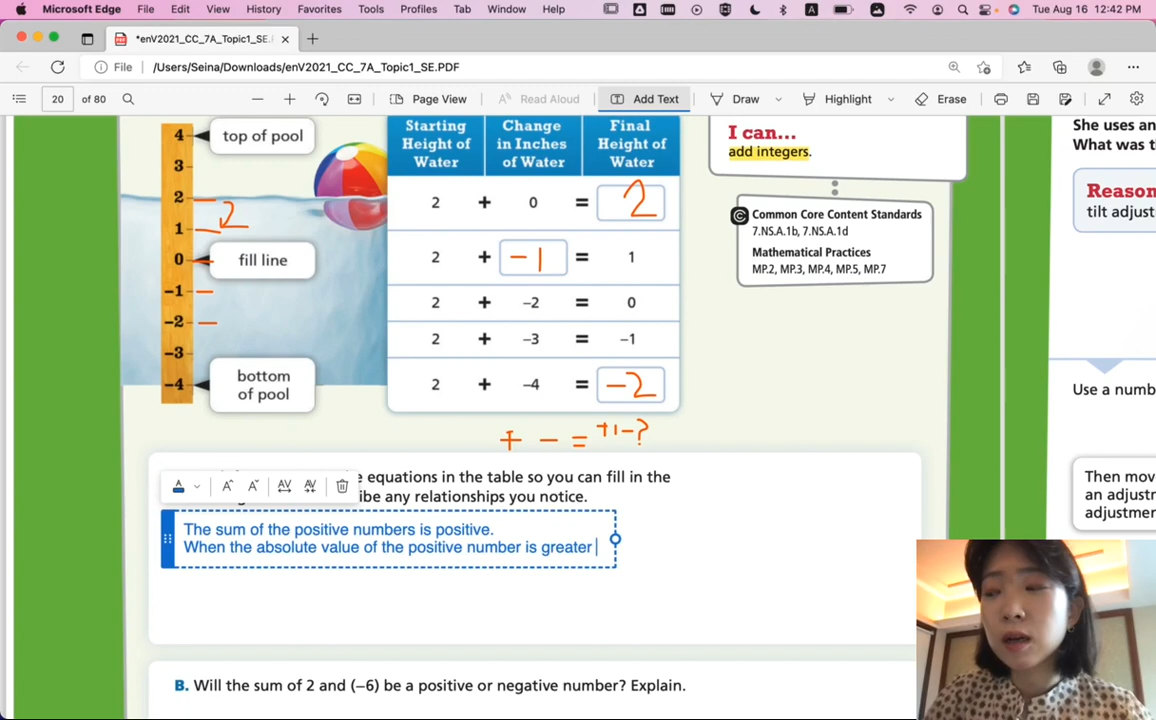 Microsoft Edge File Edit View History Favorites Tools Profiles Tab Window Help A Tue Aug 16 12:42 PM
*enV2021_CC_7A_Topic1_SE.
File /Users/Seina/Downloads/enV2021_CC_7A_Topic1_SE.PDF
20 of 80 Page View Read Aloud Add Text Draw Highlight Erase
4 top of pool
3
2
1
0 fill line
-1
-2
-3
-4 bottom
of pool
2
Starting Height of Water Change in Inches of Water Final Height of Water
2 + 0 = 2
2 + -1 = 1
2 + -2 = 0
2 + -3 = -1
2 + -4 = -2
+ - = +1-?
I can...
add integers.
Common Core Content Standards
7.NS.A.1b, 7.NS.A.1d
Mathematical Practices
MP.2, MP.3, MP.4, MP.5, MP.7
She uses an
What was t
Reason
tilt adjust
Use a numb
Then mov
an adjustr
adjustmer
equations in the table so you can fill in the
ibe any relationships you notice.
The sum of the positive numbers is positive.
When the absolute value of the positive number is greater
B. Will the sum of 2 and (−6) be a positive or negative number? Explain.